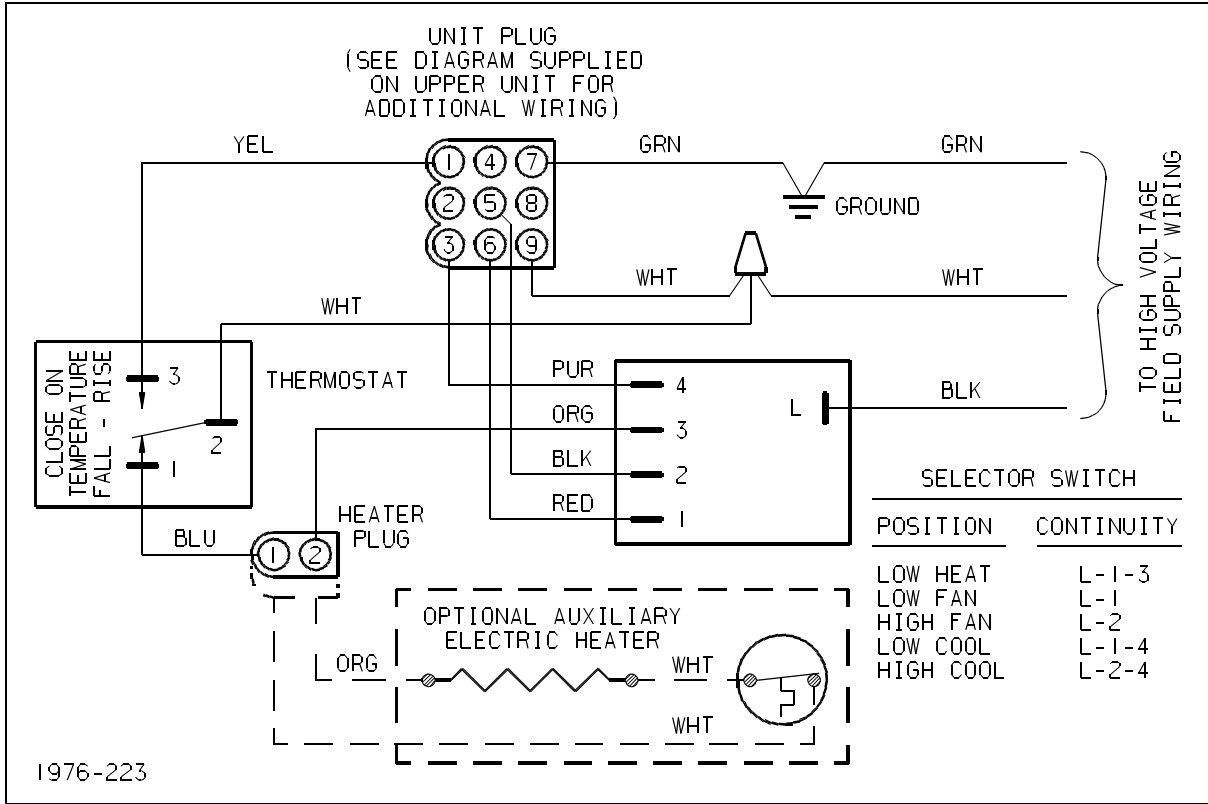 UNIT PLUG
(SEE DIAGRAM SUPPLIED
ON UPPER UNIT FOR
ADDITIONAL WIRING)
YEL
1 4 7
2 5 8
3 6 9
GRN
GRN
GROUND
WHT
WHT
WHT
TO HIGH VOLTAGE
FIELD SUPPLY WIRING
CLOSE ON
TEMPERATURE
FALL - RISE
3
2
1
THERMOSTAT
PUR
4
ORG
3
BLK
2
RED
1
L
BLK
BLU
HEATER
PLUG
1 2
SELECTOR SWITCH
POSITION CONTINUITY
LOW HEAT L-1-3
LOW FAN L-1
HIGH FAN L-2
LOW COOL L-1-4
HIGH COOL L-2-4
OPTIONAL AUXILIARY
ELECTRIC HEATER
ORG
WHT
WHT
1976-223